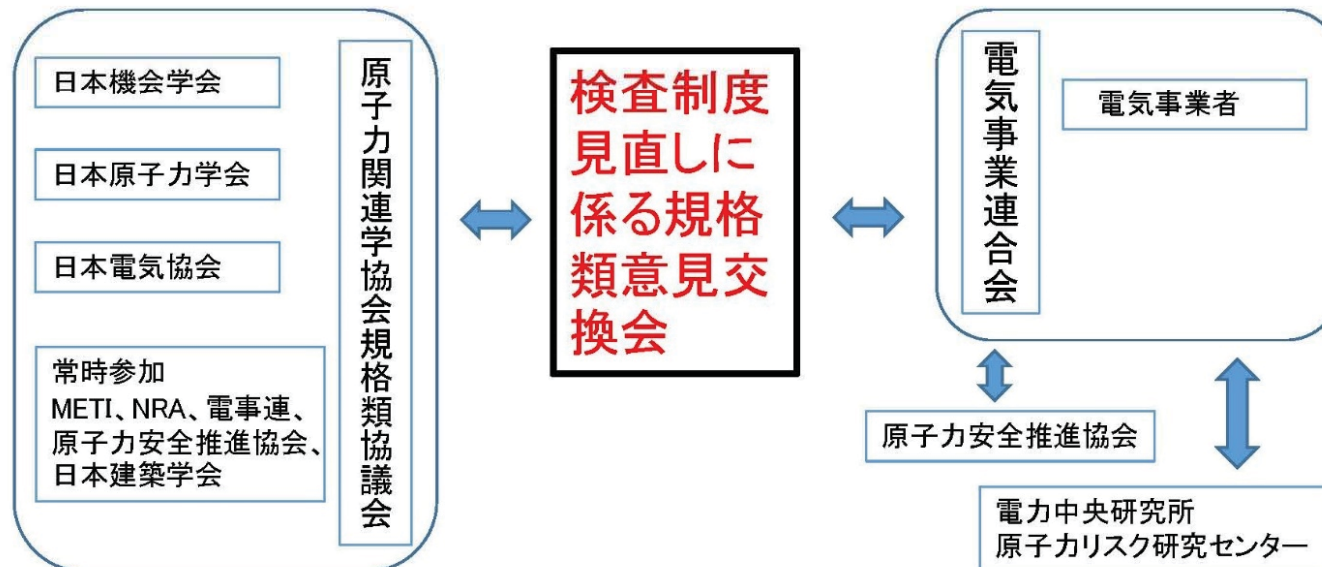 日本機会学会
日本原子力学会
日本電気協会
常時参加
METI、NRA、電事連、
原子力安全推進協会、
日本建築学会
原子力関連学協会規格類協議会
検査制度
見直しに
係る規格
類意見交
換会
電気事業連合会
電気事業者
原子力安全推進協会
電力中央研究所
原子力リスク研究センター